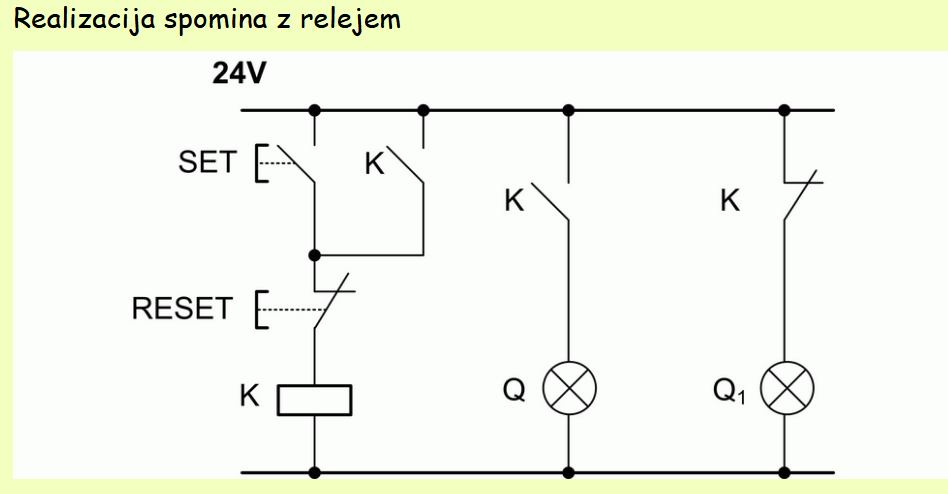 Realizacija spomina z relejem
24V
SET
K
K
K
RESET
K
Q
Q1